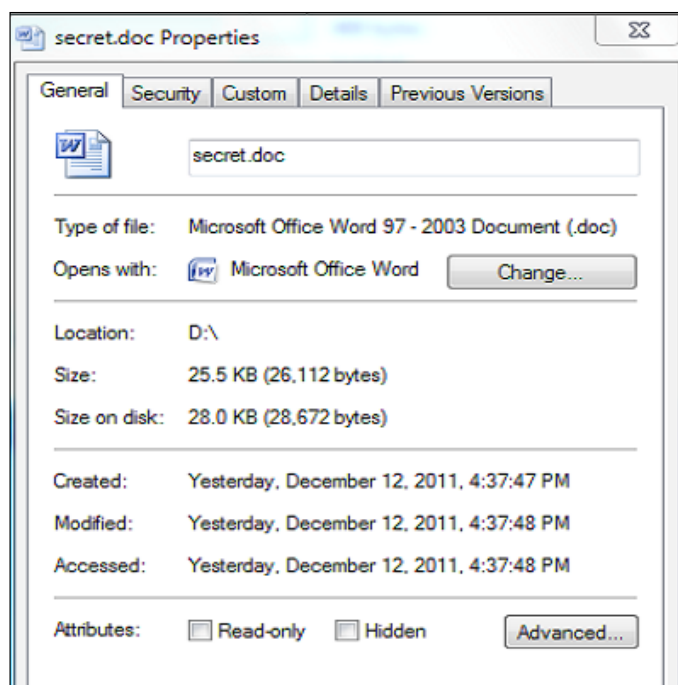 secret.doc Properties
General Security Custom Details Previous Versions
secret.doc
Type of file: Microsoft Office Word 97 - 2003 Document (.doc)
Opens with: Microsoft Office Word Change...
Location: D:\
Size: 25.5 KB (26,112 bytes)
Size on disk: 28.0 KB (28,672 bytes)
Created: Yesterday, December 12, 2011, 4:37:47 PM
Modified: Yesterday, December 12, 2011, 4:37:48 PM
Accessed: Yesterday, December 12, 2011, 4:37:48 PM
Attributes: Read-only Hidden Advanced...